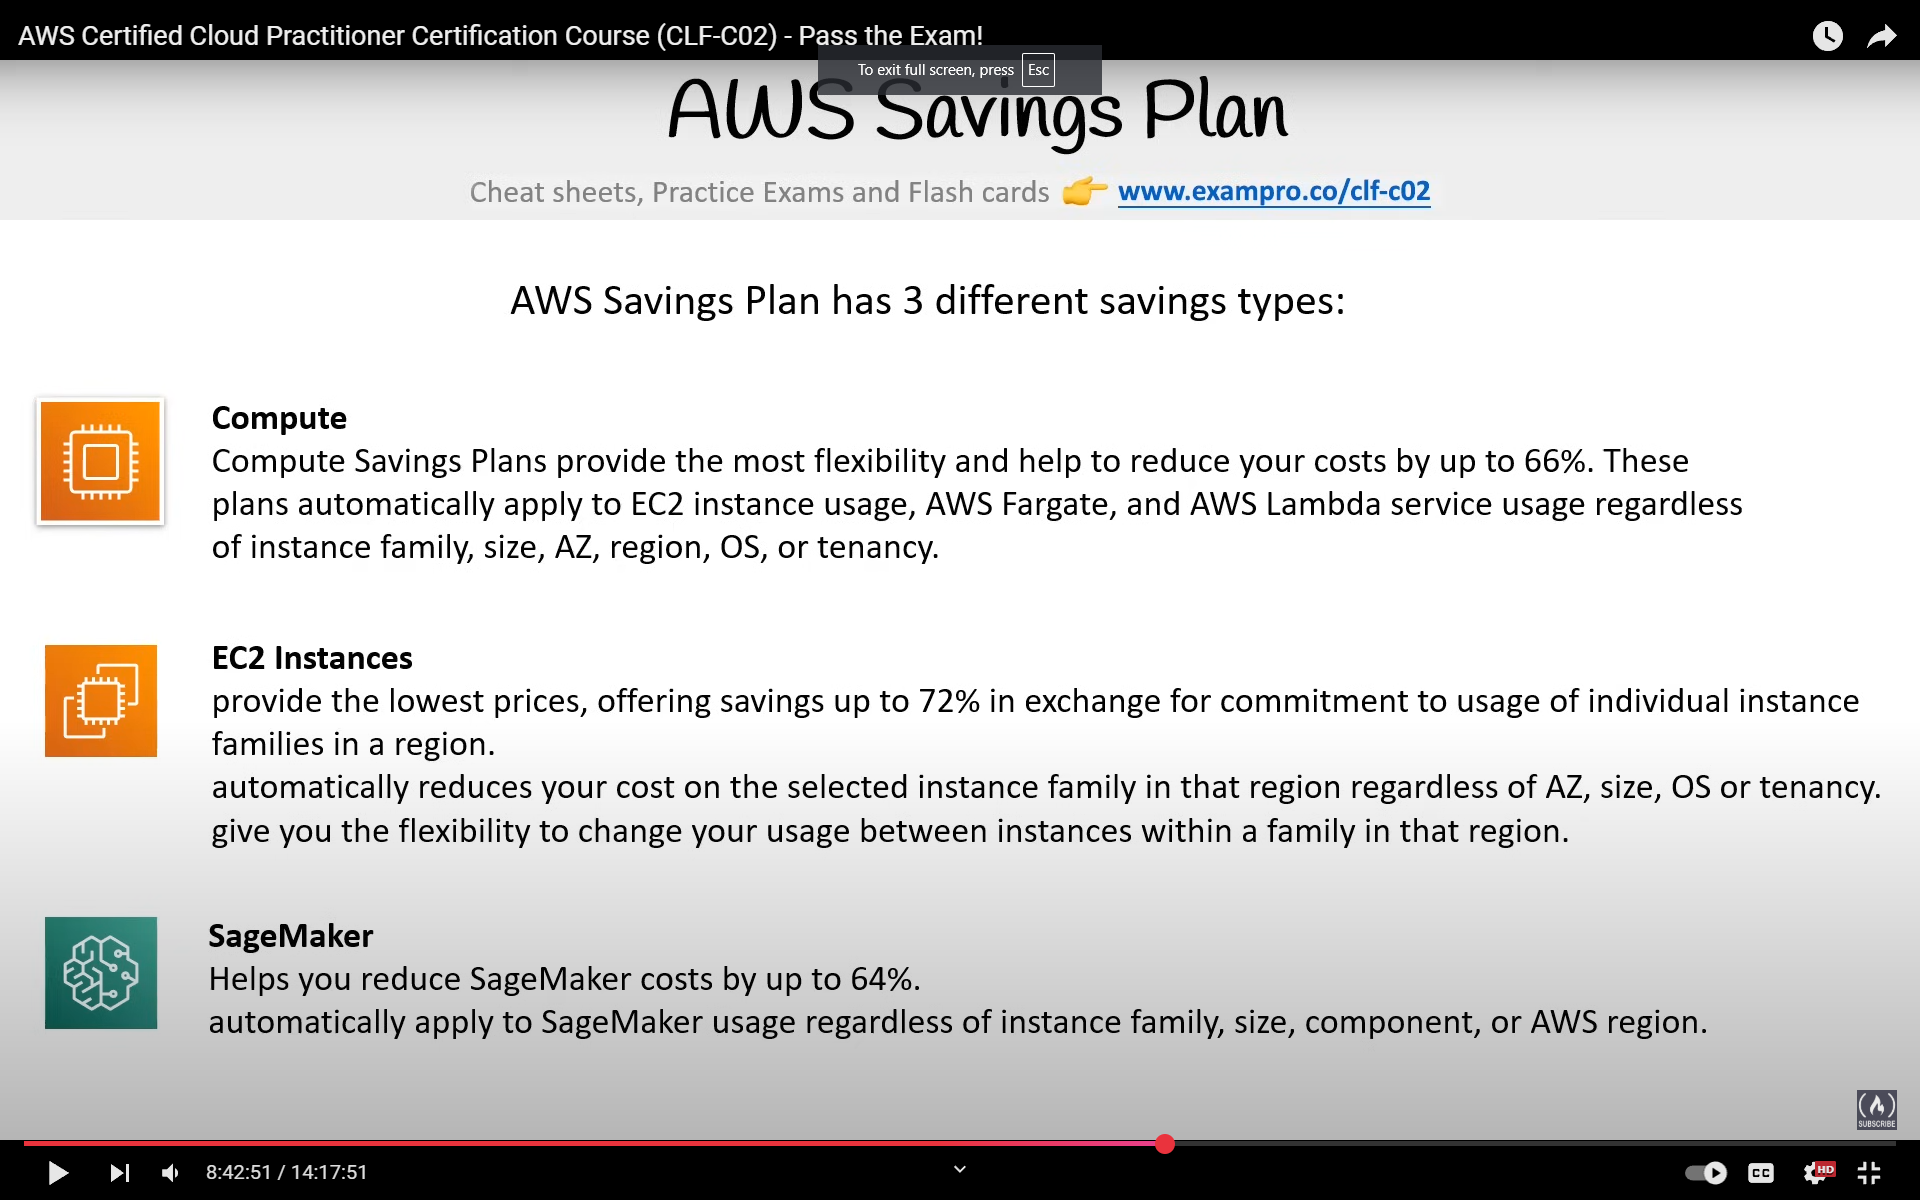 AWS Certified Cloud Practitioner Certification Course (CLF-C02) - Pass the Exam!
To exit full screen, press Esc
AWS Savings Plan
Cheat sheets, Practice Exams and Flash cards 👉 www.exampro.co/clf-c02
AWS Savings Plan has 3 different savings types:
Compute
Compute Savings Plans provide the most flexibility and help to reduce your costs by up to 66%. These
plans automatically apply to EC2 instance usage, AWS Fargate, and AWS Lambda service usage regardless
of instance family, size, AZ, region, OS, or tenancy.
EC2 Instances
provide the lowest prices, offering savings up to 72% in exchange for commitment to usage of individual instance
families in a region.
automatically reduces your cost on the selected instance family in that region regardless of AZ, size, OS or tenancy.
give you the flexibility to change your usage between instances within a family in that region.
SageMaker
Helps you reduce SageMaker costs by up to 64%.
automatically apply to SageMaker usage regardless of instance family, size, component, or AWS region.
SUBSCRIBE
8:42:51 / 14:17:51
CC
HD